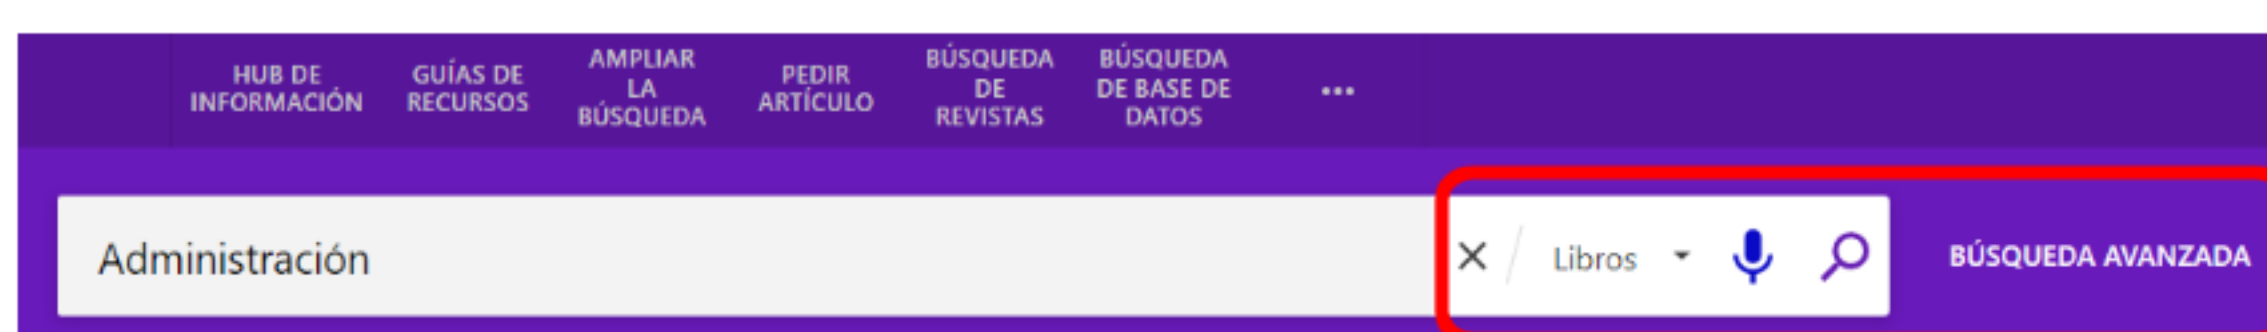 HUB DE
INFORMACIÓN
GUÍAS DE
RECURSOS
AMPLIAR
LA
BÚSQUEDA
PEDIR
ARTÍCULO
BÚSQUEDA
DE
REVISTAS
BÚSQUEDA
DE BASE DE
DATOS
...
Administración
Libros
BÚSQUEDA AVANZADA